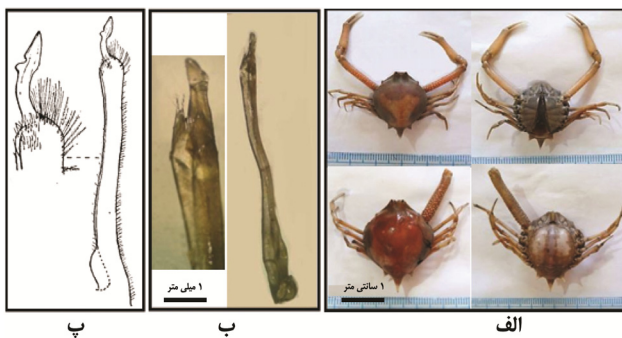 ۱ میلی متر
۱ سانتی متر
الف
ب
پ